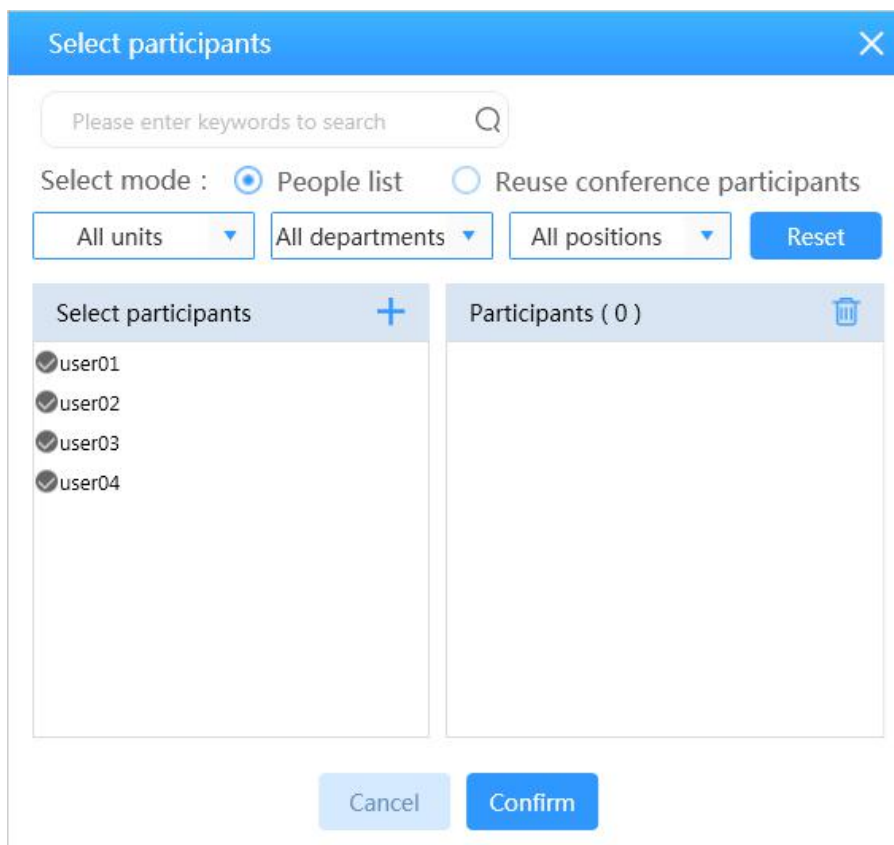 Select participants
Please enter keywords to search
Select mode : People list Reuse conference participants
All units All departments All positions Reset
Select participants Participants ( 0 )
user01
user02
user03
user04
Cancel Confirm